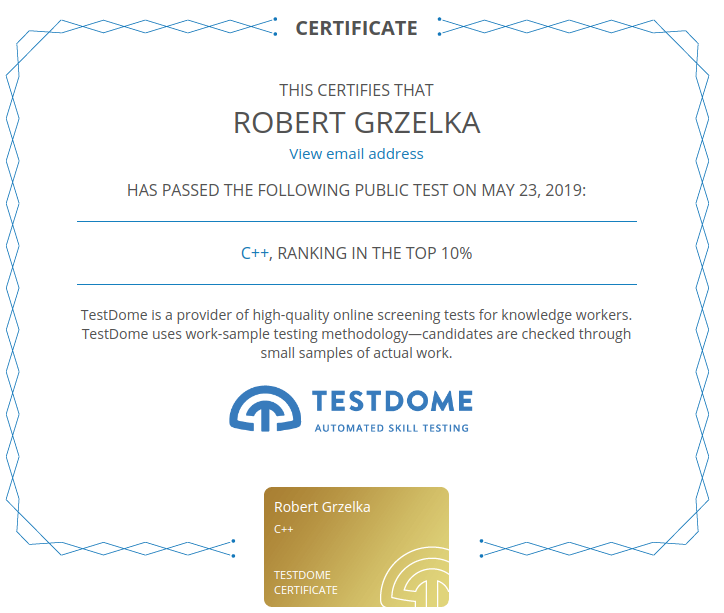 CERTIFICATE
THIS CERTIFIES THAT
ROBERT GRZELKA
View email address
HAS PASSED THE FOLLOWING PUBLIC TEST ON MAY 23, 2019:
C++, RANKING IN THE TOP 10%
TestDome is a provider of high-quality online screening tests for knowledge workers.
TestDome uses work-sample testing methodology—candidates are checked through
small samples of actual work.
TESTDOME
AUTOMATED SKILL TESTING
Robert Grzelka
C++
TESTDOME
CERTIFICATE